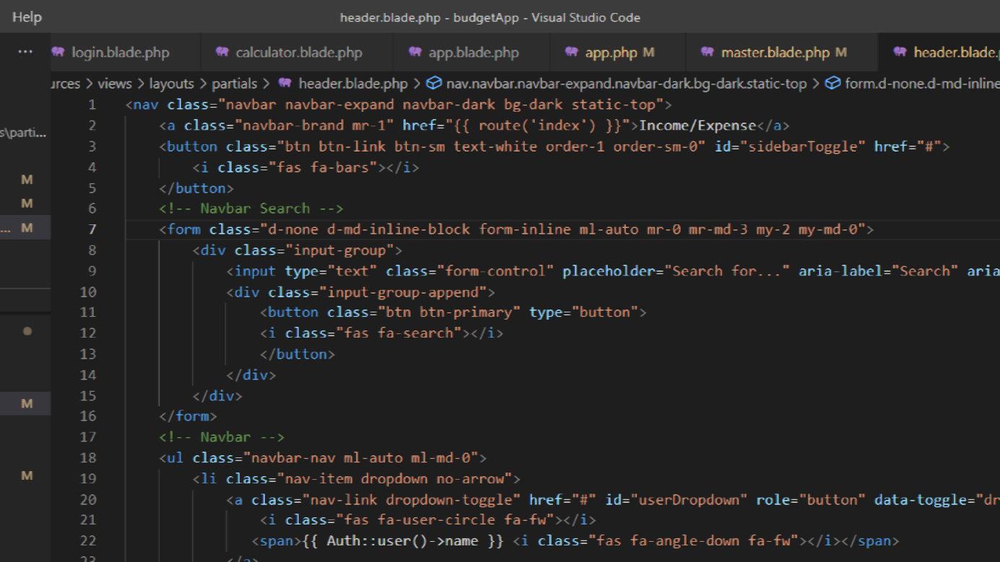 Help
header.blade.php - budgetApp - Visual Studio Code
··· login.blade.php calculator.blade.php app.blade.php app.php M master.blade.php M header.blade.
views > layouts > partials > header.blade.php > nav.navbar.navbar-expand.navbar-dark.bg-dark.static-top > form.d-none.d-md-inline
1 <nav class="navbar navbar-expand navbar-dark bg-dark static-top">
2 <a class="navbar-brand mr-1" href="{{ route('index') }}">Income/Expense</a>
s\parti...
3 <button class="btn btn-link btn-sm text-white order-1 order-sm-0" id="sidebarToggle" href="#">
4 <i class="fas fa-bars"></i>
M
5 </button>
M
6 <!-- Navbar Search -->
... M
7 <form class="d-none d-md-inline-block form-inline ml-auto mr-0 mr-md-3 my-2 my-md-0">
8 <div class="input-group">
9 <input type="text" class="form-control" placeholder="Search for..." aria-label="Search" aria
10 <div class="input-group-append">
11 <button class="btn btn-primary" type="button">
12 <i class="fas fa-search"></i>
13 </button>
14 </div>
15 </div>
M
16 </form>
17 <!-- Navbar -->
18 <ul class="navbar-nav ml-auto ml-md-0">
M
19 <li class="nav-item dropdown no-arrow">
20 <a class="nav-link dropdown-toggle" href="#" id="userDropdown" role="button" data-toggle="dr
21 <i class="fas fa-user-circle fa-fw"></i>
22 <span>{{ Auth::user()->name }} <i class="fas fa-angle-down fa-fw"></i></span>
23 </a>